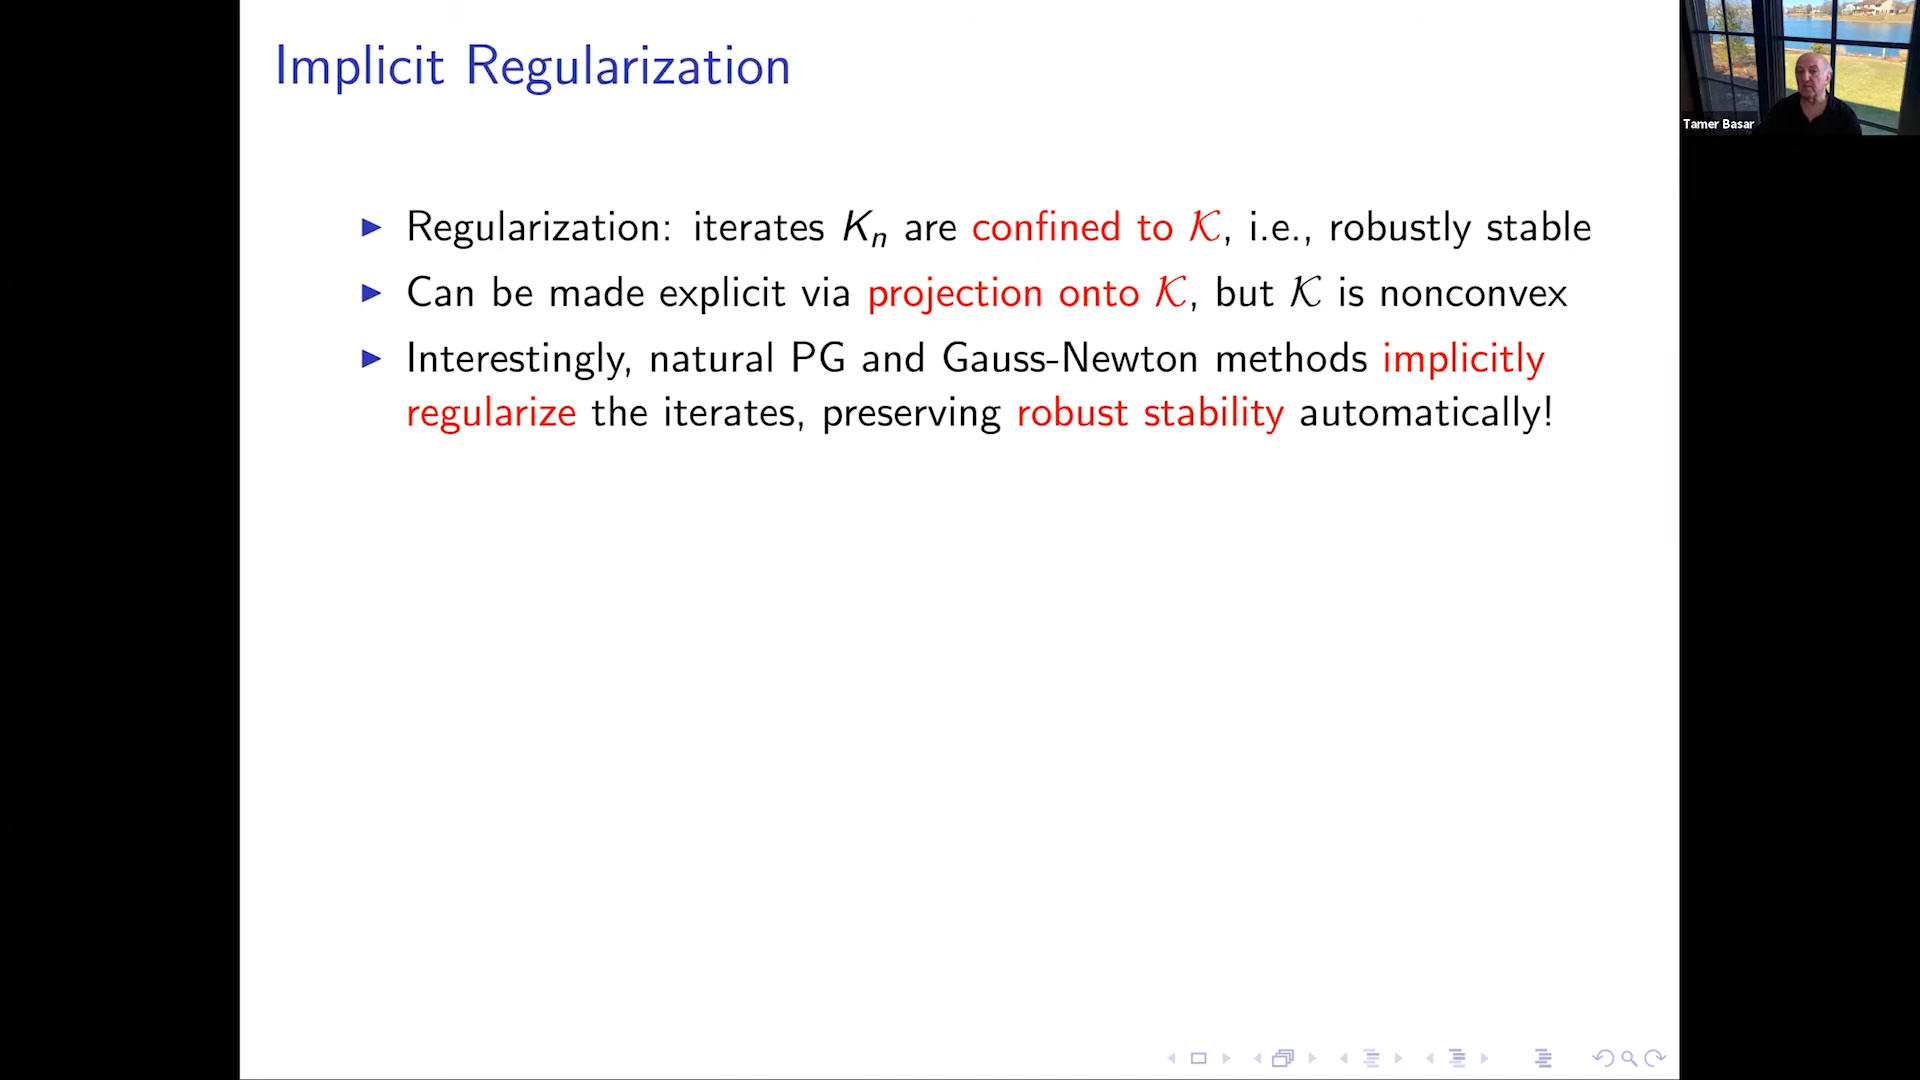 Implicit Regularization
Tamer Basar
▶ Regularization: iterates Kₙ are confined to 𝒦, i.e., robustly stable
▶ Can be made explicit via projection onto 𝒦, but 𝒦 is nonconvex
▶ Interestingly, natural PG and Gauss-Newton methods implicitly
regularize the iterates, preserving robust stability automatically!